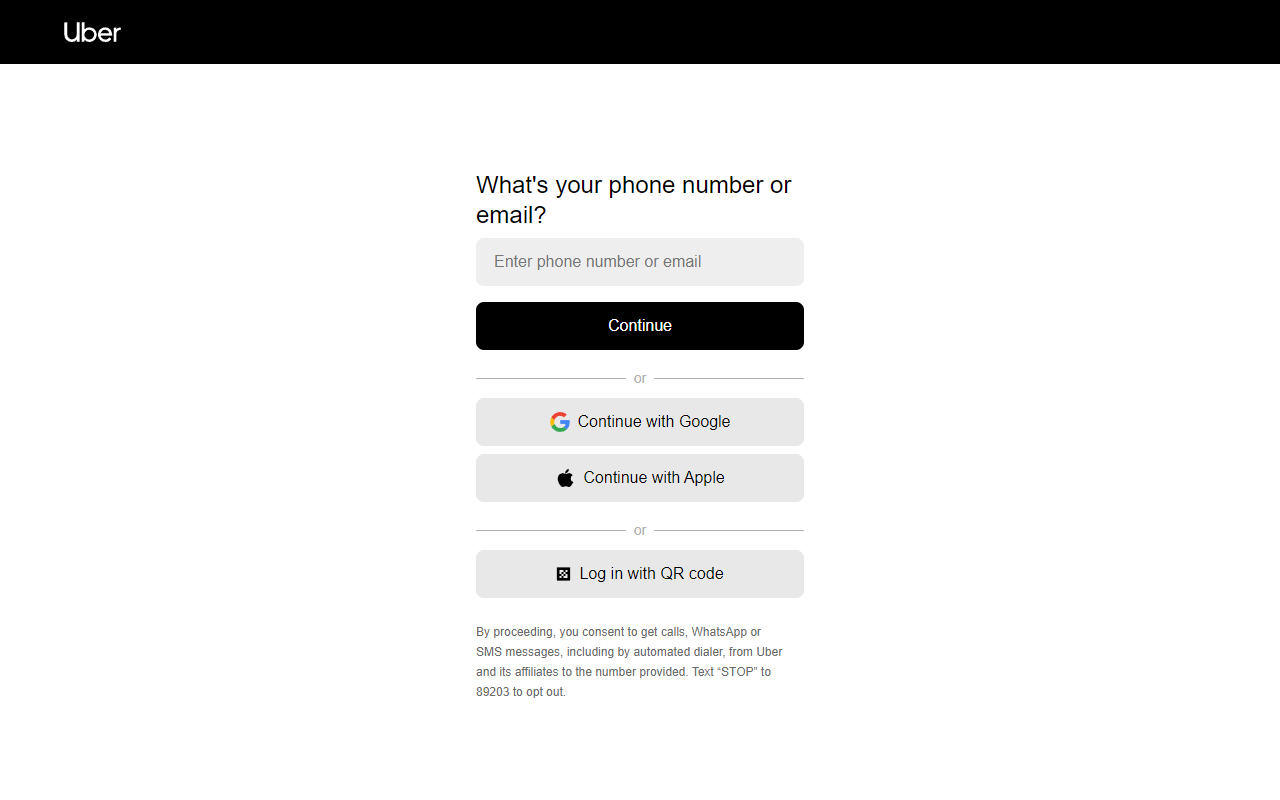 Uber
What's your phone number or
email?
Enter phone number or email
Continue
or
Continue with Google
Continue with Apple
or
Log in with QR code
By proceeding, you consent to get calls, WhatsApp or
SMS messages, including by automated dialer, from Uber
and its affiliates to the number provided. Text “STOP” to
89203 to opt out.